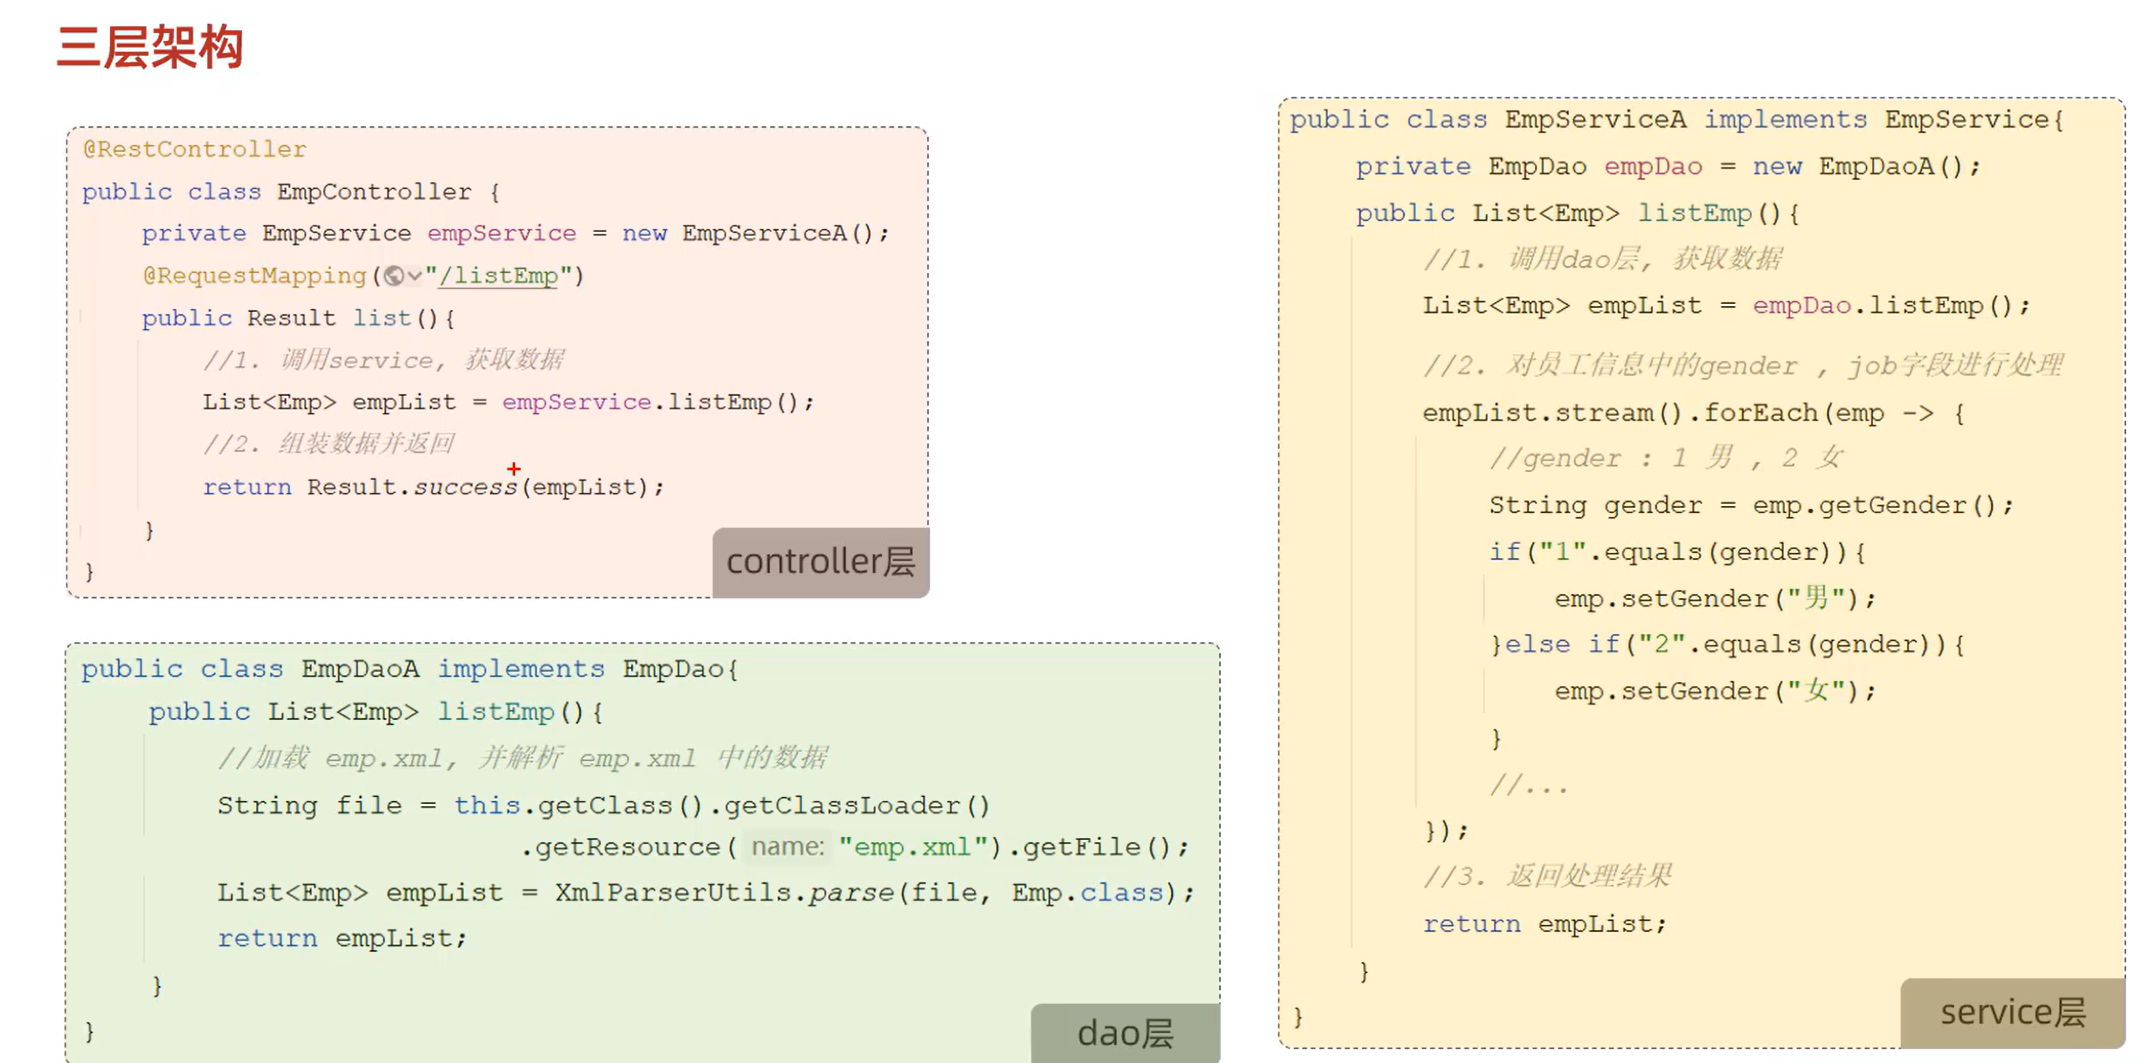 三层架构
@RestController
public class EmpController {
private EmpService empService = new EmpServiceA();
@RequestMapping("/listEmp")
public Result list(){
//1. 调用service, 获取数据
List<Emp> empList = empService.listEmp();
//2. 组装数据并返回
return Result.success(empList);
}
}
controller层
public class EmpDaoA implements EmpDao{
public List<Emp> listEmp(){
//加载 emp.xml, 并解析 emp.xml 中的数据
String file = this.getClass().getClassLoader()
.getResource( name: "emp.xml").getFile();
List<Emp> empList = XmlParserUtils.parse(file, Emp.class);
return empList;
}
}
dao层
public class EmpServiceA implements EmpService{
private EmpDao empDao = new EmpDaoA();
public List<Emp> listEmp(){
//1. 调用dao层, 获取数据
List<Emp> empList = empDao.listEmp();
//2. 对员工信息中的gender , job字段进行处理
empList.stream().forEach(emp -> {
//gender : 1 男 , 2 女
String gender = emp.getGender();
if("1".equals(gender)){
emp.setGender("男");
}else if("2".equals(gender)){
emp.setGender("女");
}
//...
});
//3. 返回处理结果
return empList;
}
}
service层